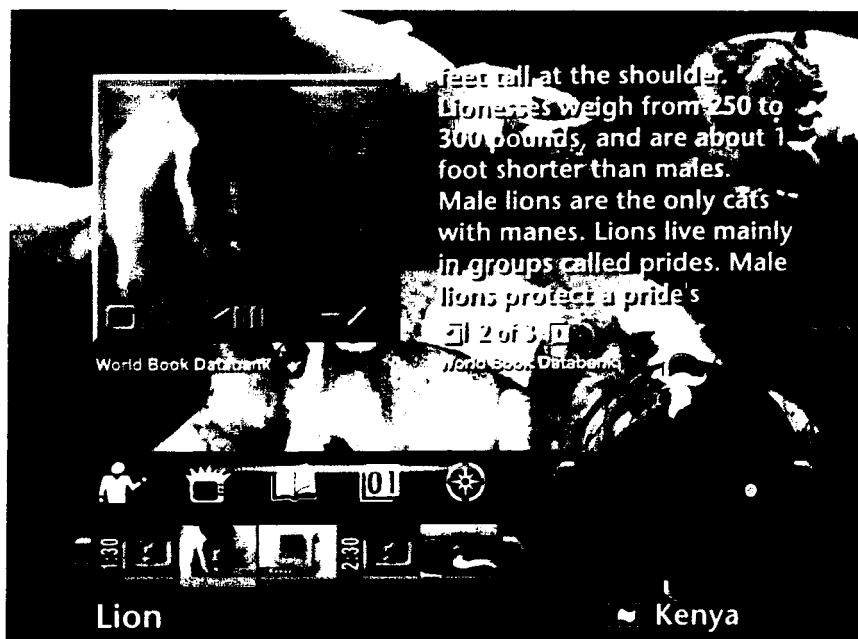 feet tall at the shoulder.
Lionesses weigh from 250 to
300 pounds, and are about 1
foot shorter than males.
Male lions are the only cats
with manes. Lions live mainly
in groups called prides. Male
lions protect a pride's
2 of 3
World Book Databank
World Book Databank
01
1:30
2:30
Lion
Kenya